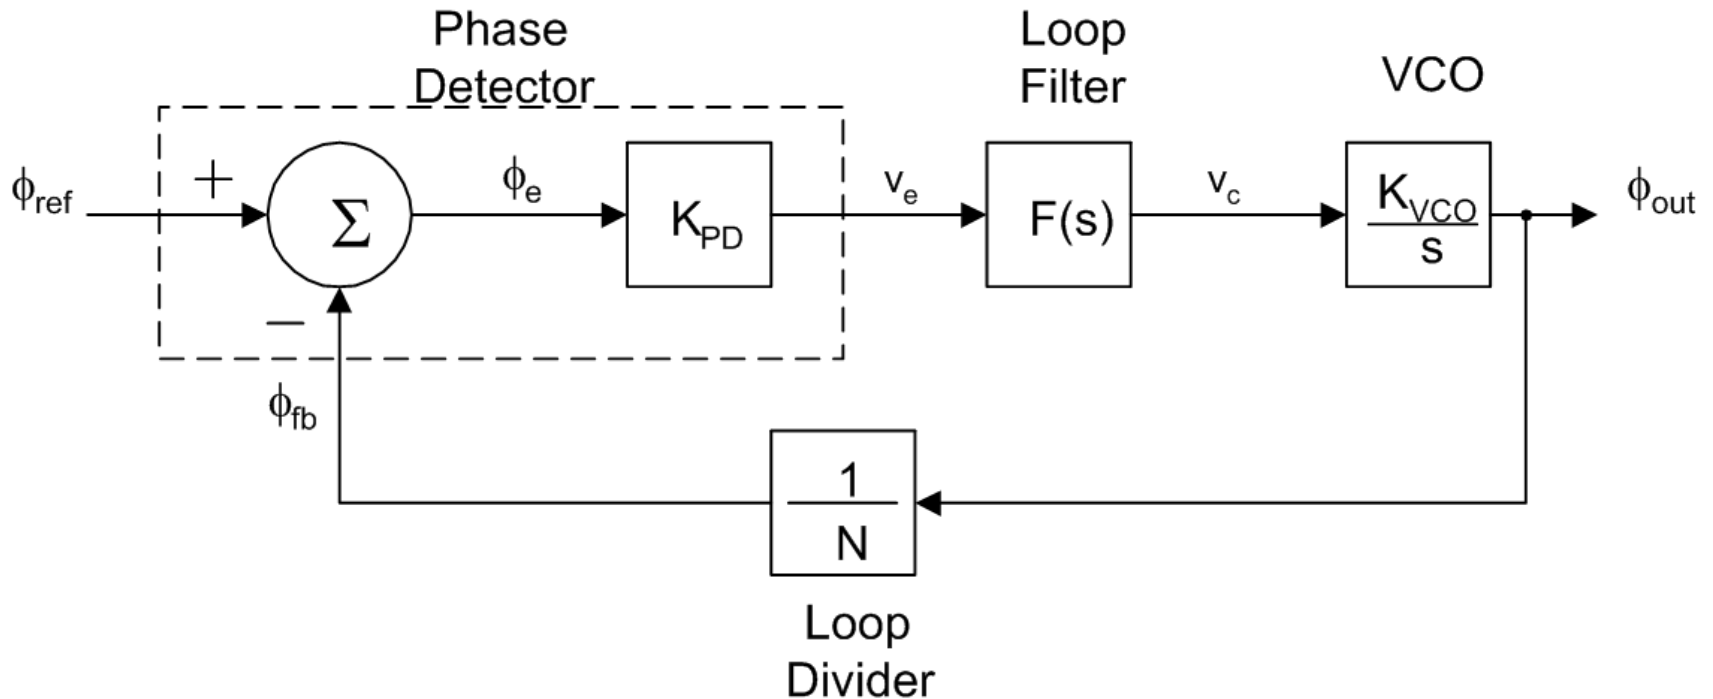 Phase
Detector
Loop
Filter
VCO
ϕref
+
Σ
ϕe
KPD
ve
F(s)
vc
KVCO
s
ϕout
−
ϕfb
1
N
Loop
Divider